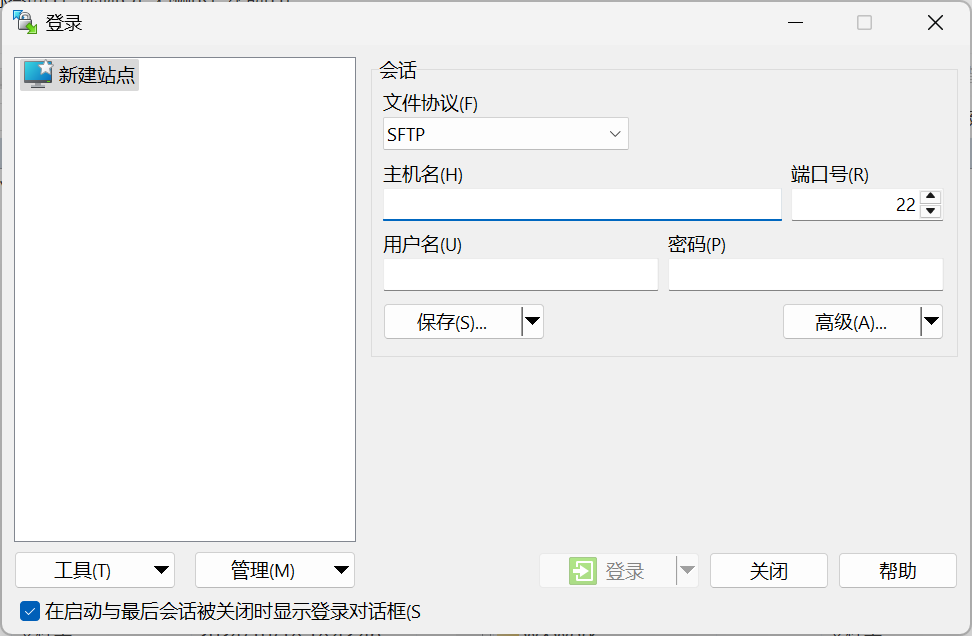 登录
新建站点
会话
文件协议(F)
SFTP
主机名(H)
端口号(R)
22
用户名(U)
密码(P)
保存(S)...
高级(A)...
工具(T)
管理(M)
登录
关闭
帮助
在启动与最后会话被关闭时显示登录对话框(S